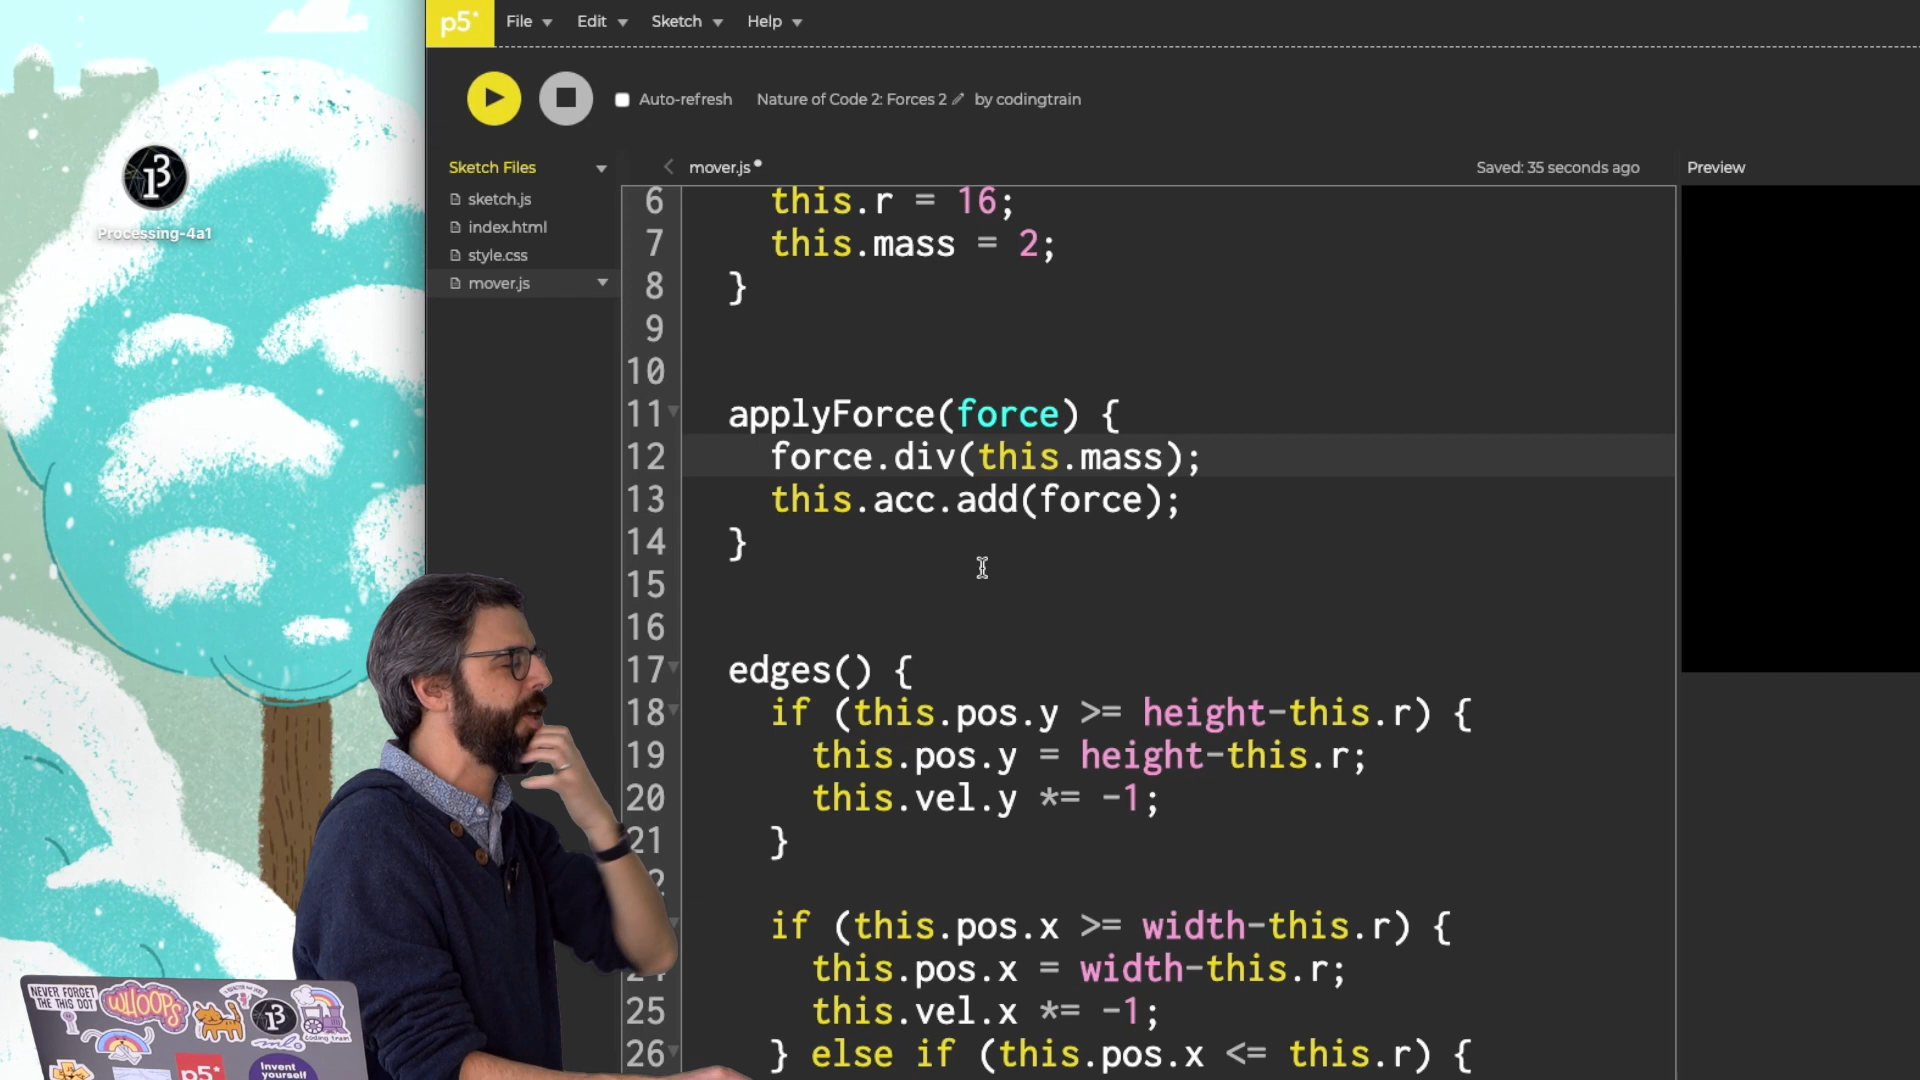 p5* File Edit Sketch Help
Auto-refresh Nature of Code 2: Forces 2 by codingtrain
Sketch Files
sketch.js
index.html
style.css
mover.js
mover.js
Saved: 35 seconds ago
Preview
6 this.r = 16;
7 this.mass = 2;
8 }
9
10
11 applyForce(force) {
12 force.div(this.mass);
13 this.acc.add(force);
14 }
15
16
17 edges() {
18 if (this.pos.y >= height-this.r) {
19 this.pos.y = height-this.r;
20 this.vel.y *= -1;
21 }
if (this.pos.x >= width-this.r) {
this.pos.x = width-this.r;
25 this.vel.x *= -1;
26 } else if (this.pos.x <= this.r) {
Processing-4a1
NEVER FORGET
THE THIS DOT
WHOOPS
Coding train
p5*
Invent
yourself